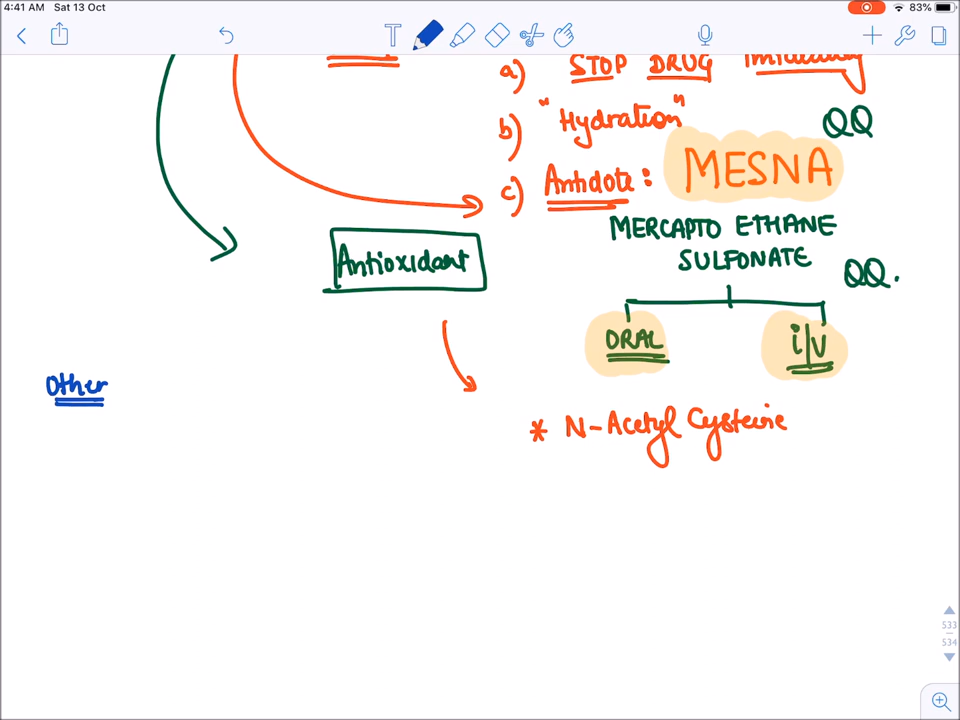 4:41 AM Sat 13 Oct
83%
T
a) STOP DRUG Immediately
b) "Hydration"
QQ
c) Antidote: MESNA
MERCAPTO ETHANE
SULFONATE
QQ.
Antioxidant
ORAL i/v
Other
* N-Acetyl Cysteine
533
534